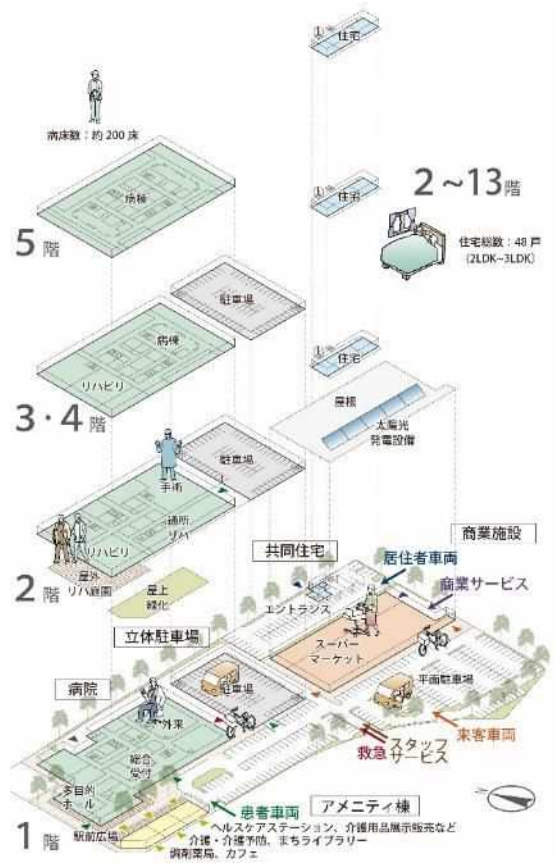 住宅
病床数：約200床
病棟
住宅
2～13階
5階
住宅総数：48戸
(2LDK~3LDK)
駐車場
病棟
リハビリ
住宅
3・4階
屋根
太陽光
発電設備
駐車場
手術
通所
リハ
リハビリ
屋外
リハ庭園
屋上
緑化
2階
共同住宅
商業施設
居住者車両
商業サービス
エントランス
スーパー
マーケット
立体駐車場
駐車場
平面駐車場
病院
外来
総合
受付
来客車両
スタッフ
救急 サービス
多目的
ホール
患者車両
アメニティ棟
駅前広場
1階
ヘルスケアステーション、介護用品展示販売など
介護・介護予防、まちライブラリー
調剤薬局、カフェ